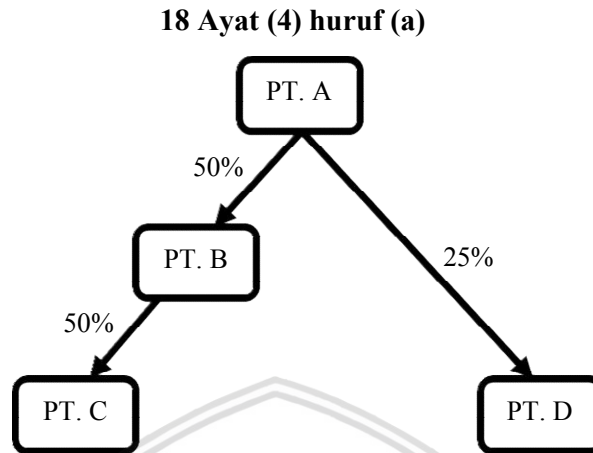 18 Ayat (4) huruf (a)
PT. A
50%
PT. B
25%
50%
PT. C
PT. D